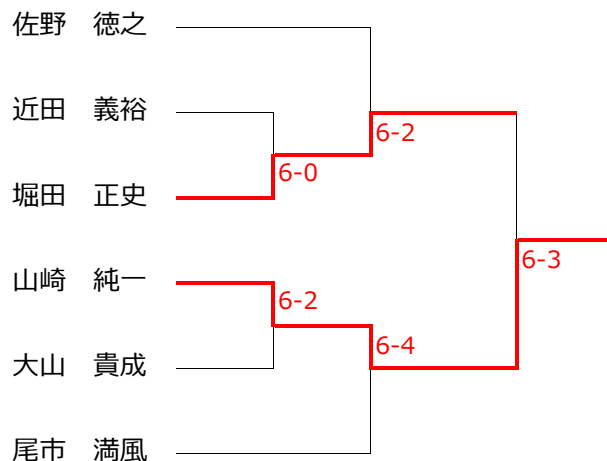 佐野　徳之
近田　義裕
6-2
6-0
堀田　正史
山崎　純一
6-3
6-2
6-4
大山　貴成
尾市　満風